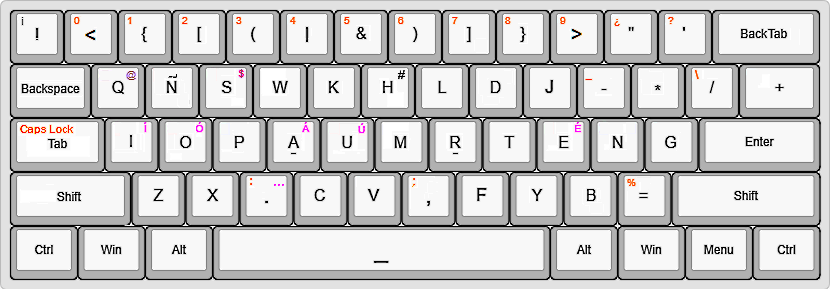 ¡ ! 0 < 1 { 2 [ 3 ( 4 | 5 & 6 ) 7 ] 8 } 9 > ¿ " ? ' BackTab
Backspace Q @ Ñ S $ W K H # L D J _ - * \ / +
Caps Lock Tab I Í O Ó P A Á U Ú M R T E É N G Enter
Shift Z X : . ... C V ; , F Y B % = Shift
Ctrl Win Alt _ Alt Win Menu Ctrl